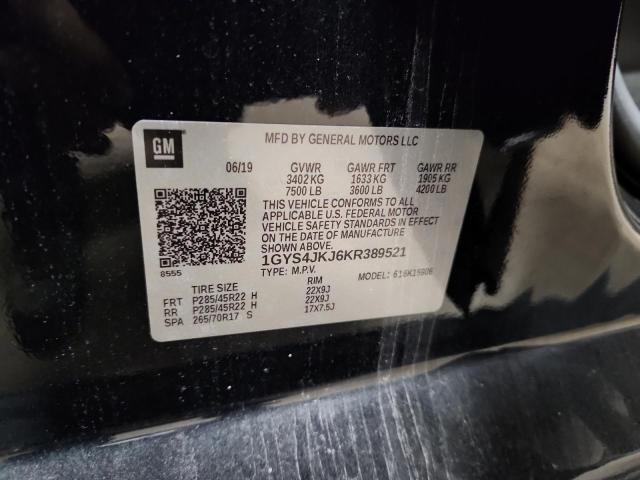 GM
MFD BY GENERAL MOTORS LLC
06/19 GVWR GAWR FRT GAWR RR
3402 KG 1633 KG 1905 KG
7500 LB 3600 LB 4200 LB
THIS VEHICLE CONFORMS TO ALL
APPLICABLE U.S. FEDERAL MOTOR
VEHICLE SAFETY STANDARDS IN EFFECT
ON THE DATE OF MANUFACTURE
SHOWN ABOVE.
1GYS4JKJ6KR389521
8555
TYPE: M.P.V. MODEL: 616K15906
TIRE SIZE RIM
FRT P285/45R22 H 22X9J
RR P285/45R22 H 22X9J
SPA 265/70R17 S 17X7.5J